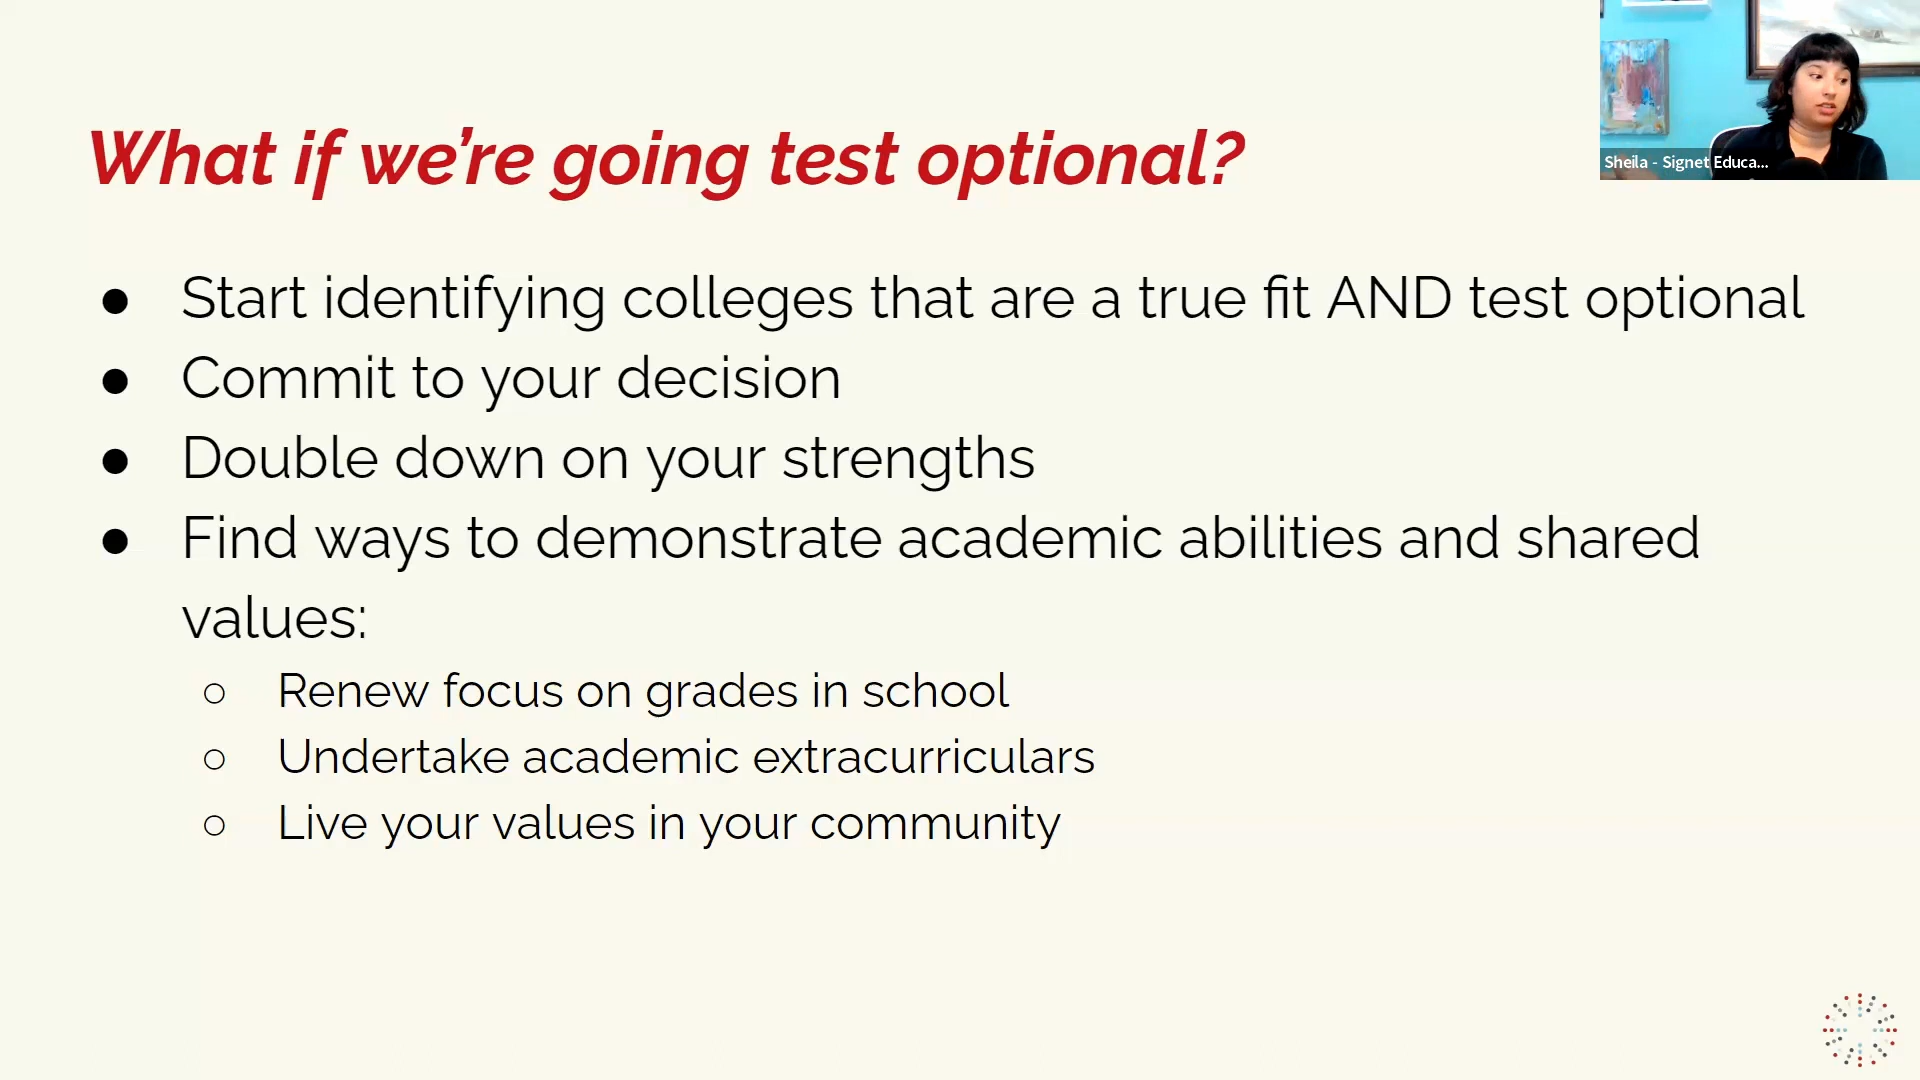 What if we’re going test optional?
Sheila - Signet Educa...
● Start identifying colleges that are a true fit AND test optional
● Commit to your decision
● Double down on your strengths
● Find ways to demonstrate academic abilities and shared
values:
○ Renew focus on grades in school
○ Undertake academic extracurriculars
○ Live your values in your community